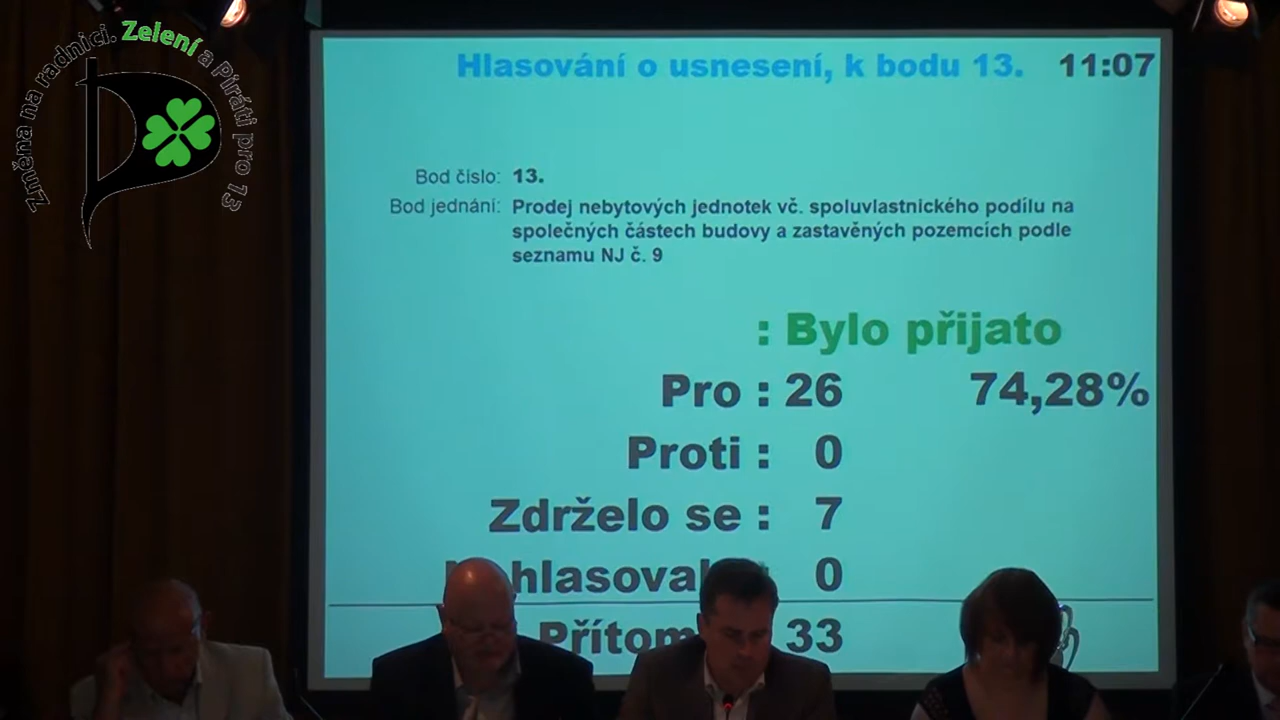 Změna na radnici. Zelení a Piráti pro 13
Hlasování o usnesení, k bodu 13. 11:07
Bod číslo: 13.
Bod jednání: Prodej nebytových jednotek vč. spoluvlastnického podílu na
společných částech budovy a zastavěných pozemcích podle
seznamu NJ č. 9
: Bylo přijato
Pro : 26 74,28%
Proti : 0
Zdrželo se : 7
0
33